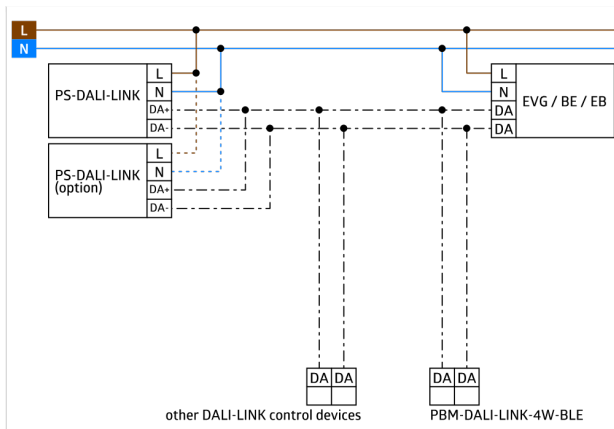 L
N
PS-DALI-LINK
L
N
DA+
DA-
PS-DALI-LINK
(option)
L
N
DA+
DA-
L
N
DA
DA
EVG / BE / EB
DA DA
DA DA
other DALI-LINK control devices
PBM-DALI-LINK-4W-BLE